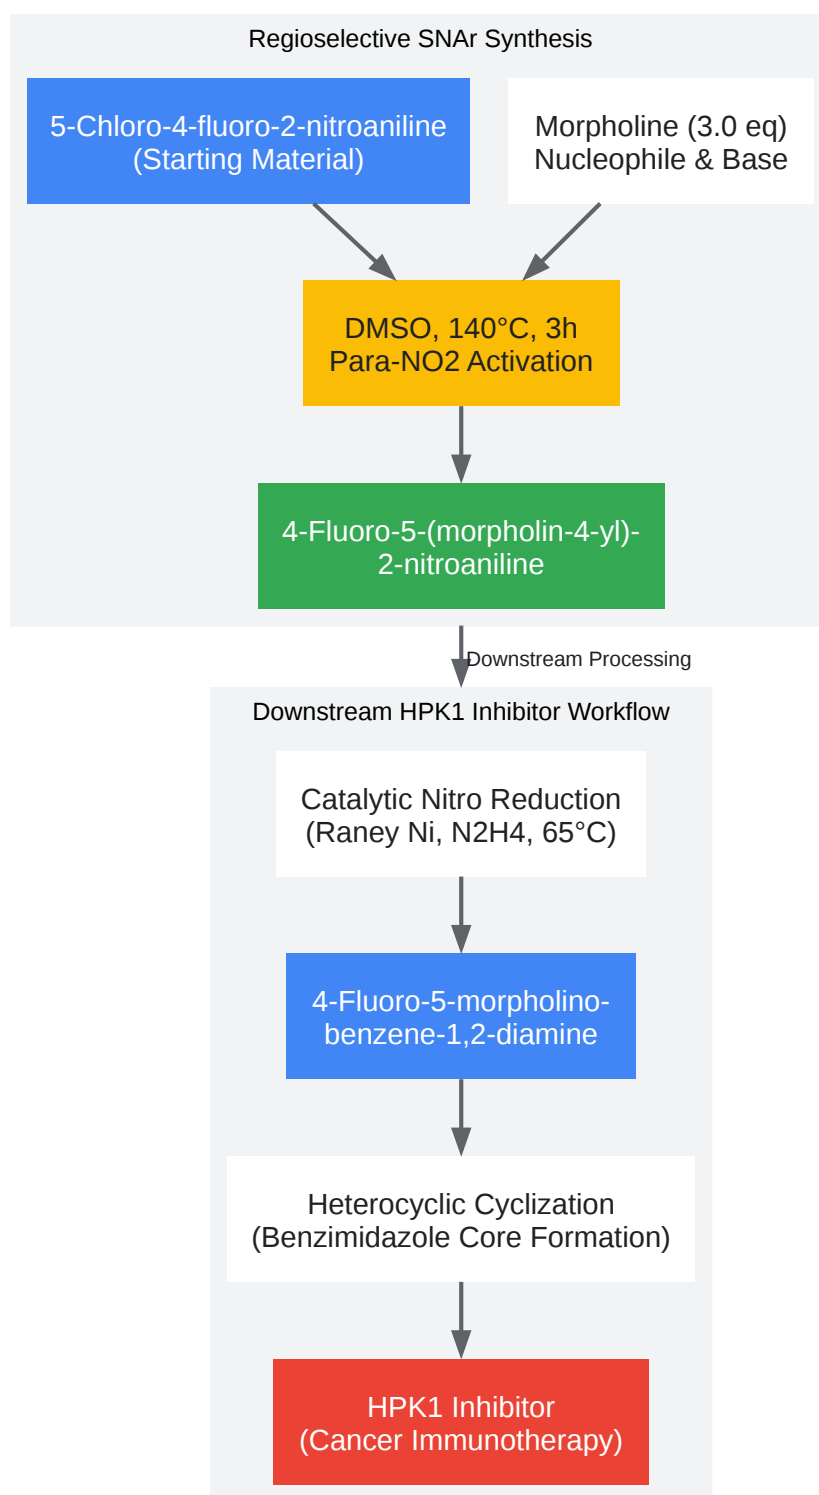 Regioselective SNAr Synthesis
5-Chloro-4-fluoro-2-nitroaniline
(Starting Material)
Morpholine (3.0 eq)
Nucleophile & Base
DMSO, 140°C, 3h
Para-NO2 Activation
4-Fluoro-5-(morpholin-4-yl)-
2-nitroaniline
Downstream Processing
Downstream HPK1 Inhibitor Workflow
Catalytic Nitro Reduction
(Raney Ni, N2H4, 65°C)
4-Fluoro-5-morpholino-
benzene-1,2-diamine
Heterocyclic Cyclization
(Benzimidazole Core Formation)
HPK1 Inhibitor
(Cancer Immunotherapy)